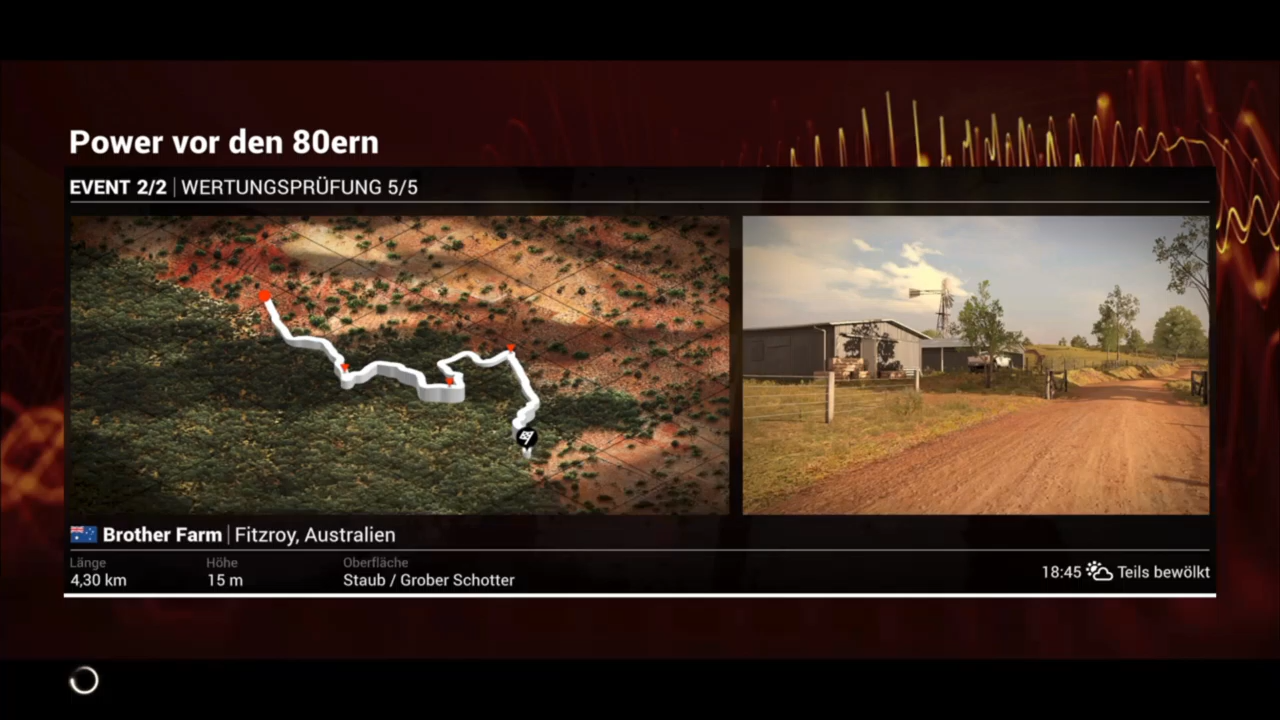 Power vor den 80ern
EVENT 2/2 | WERTUNGSPRÜFUNG 5/5
Brother Farm | Fitzroy, Australien
Länge Höhe Oberfläche
4,30 km 15 m Staub / Grober Schotter
18:45 Teils bewölkt